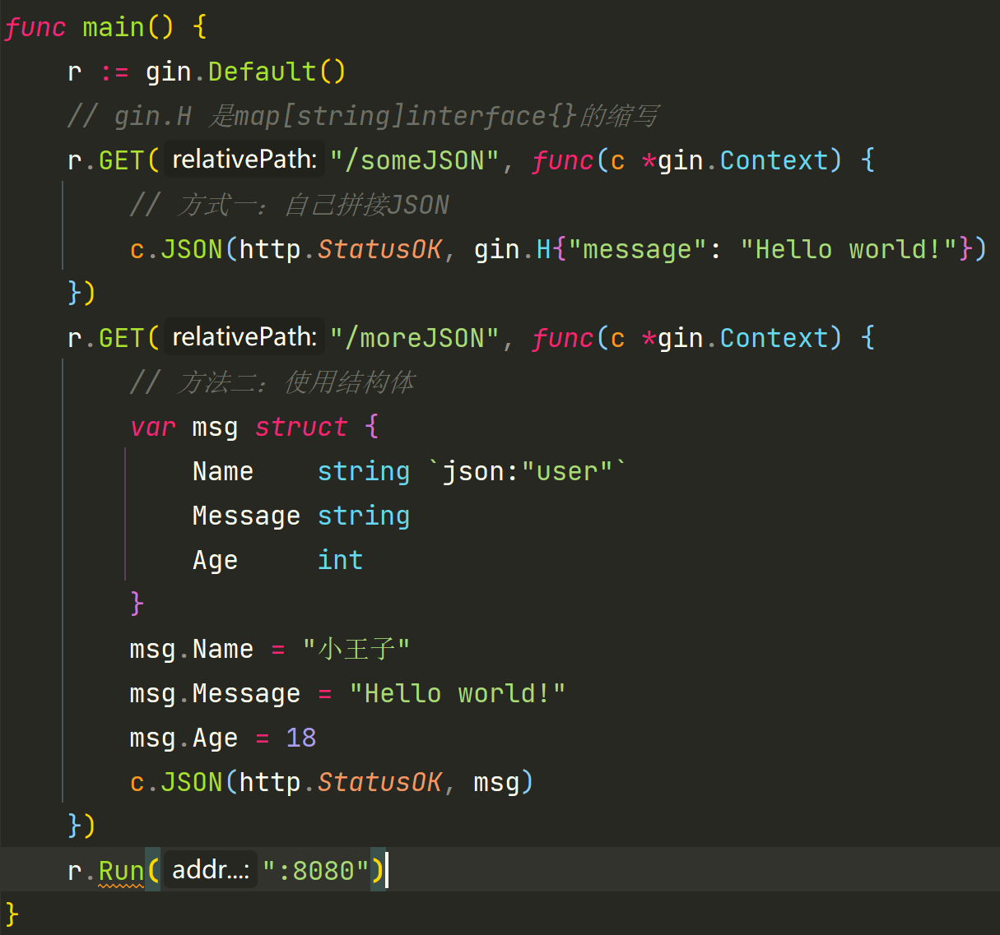 func main() {
    r := gin.Default()
    // gin.H 是map[string]interface{}的缩写
    r.GET( relativePath: "/someJSON", func(c *gin.Context) {
        // 方式一：自己拼接JSON
        c.JSON(http.StatusOK, gin.H{"message": "Hello world!"})
    })
    r.GET( relativePath: "/moreJSON", func(c *gin.Context) {
        // 方法二：使用结构体
        var msg struct {
            Name    string `json:"user"`
            Message string
            Age     int
        }
        msg.Name = "小王子"
        msg.Message = "Hello world!"
        msg.Age = 18
        c.JSON(http.StatusOK, msg)
    })
    r.Run( addr...: ":8080")
}